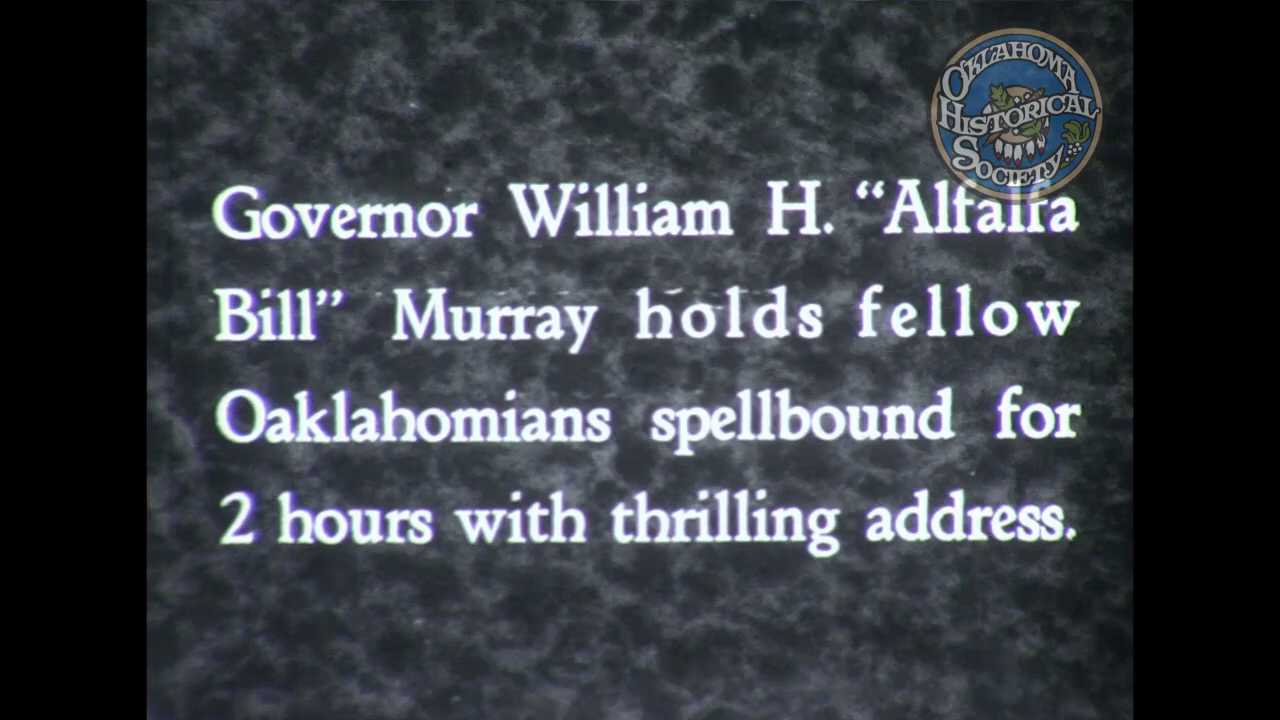 OKLAHOMA
HISTORICAL
SOCIETY
Governor William H. “Alfalfa
Bill” Murray holds fellow
Oaklahomians spellbound for
2 hours with thrilling address.